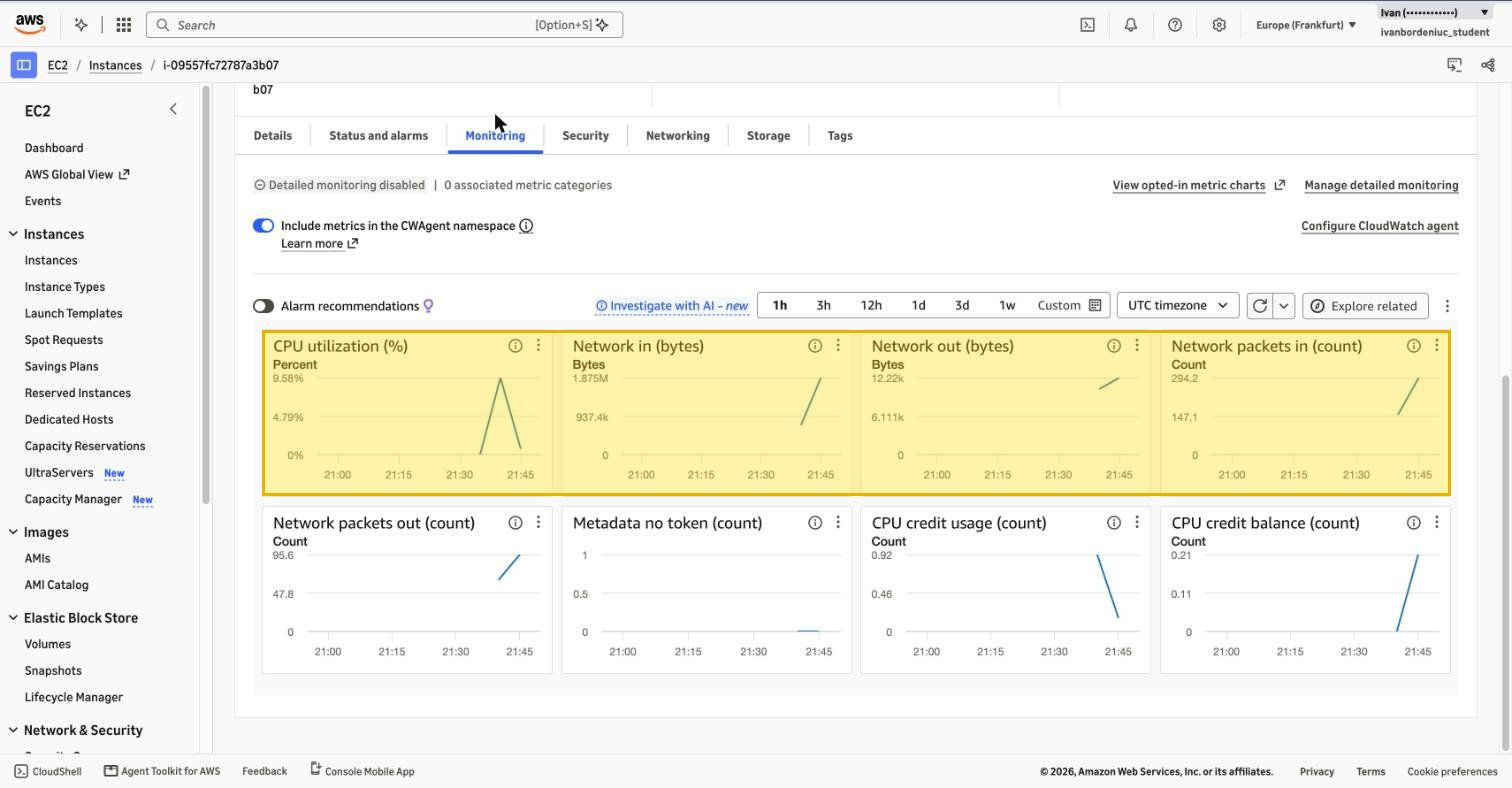 aws
Search [Option+S]
Europe (Frankfurt)
Ivan (············)
ivanbordeniuc_student
EC2 / Instances / i-09557fc72787a3b07
EC2
Dashboard
AWS Global View
Events
Instances
Instances
Instance Types
Launch Templates
Spot Requests
Savings Plans
Reserved Instances
Dedicated Hosts
Capacity Reservations
UltraServers New
Capacity Manager New
Images
AMIs
AMI Catalog
Elastic Block Store
Volumes
Snapshots
Lifecycle Manager
Network & Security
b07
Details
Status and alarms
Monitoring
Security
Networking
Storage
Tags
Detailed monitoring disabled | 0 associated metric categories
View opted-in metric charts
Manage detailed monitoring
Include metrics in the CWAgent namespace
Learn more
Configure CloudWatch agent
Alarm recommendations
Investigate with AI - new
1h 3h 12h 1d 3d 1w Custom
UTC timezone
Explore related
CPU utilization (%)
Percent
9.58%
4.79%
0%
21:00 21:15 21:30 21:45
Network in (bytes)
Bytes
1.875M
937.4k
0
21:00 21:15 21:30 21:45
Network out (bytes)
Bytes
12.22k
6.111k
0
21:00 21:15 21:30 21:45
Network packets in (count)
Count
294.2
147.1
0
21:00 21:15 21:30 21:45
Network packets out (count)
Count
95.6
47.8
0
21:00 21:15 21:30 21:45
Metadata no token (count)
1
0.5
0
21:00 21:15 21:30 21:45
CPU credit usage (count)
Count
0.92
0.46
0
21:00 21:15 21:30 21:45
CPU credit balance (count)
Count
0.21
0.11
0
21:00 21:15 21:30 21:45
CloudShell
Agent Toolkit for AWS
Feedback
Console Mobile App
© 2026, Amazon Web Services, Inc. or its affiliates.
Privacy
Terms
Cookie preferences